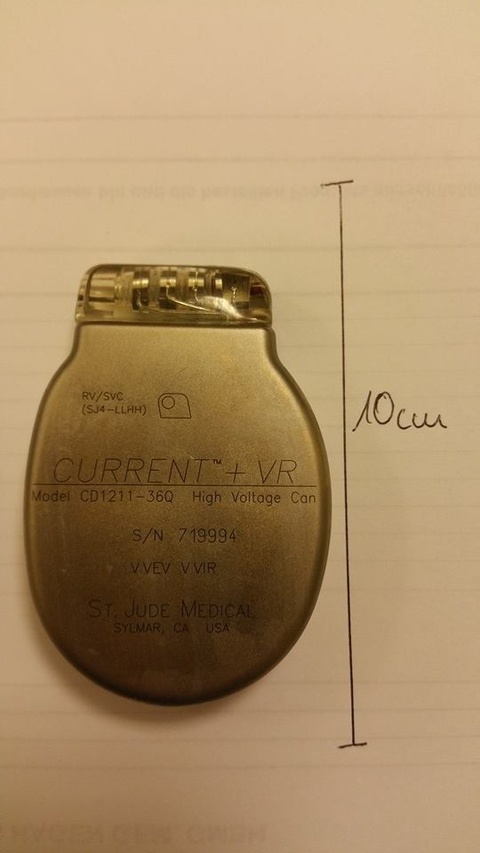 RV/SVC
(SJ4-LLHH)
CURRENT™+ VR
Model CD1211-36Q High Voltage Can
S/N 719994
VVEV VVIR
ST. JUDE MEDICAL
SYLMAR, CA USA
10cm